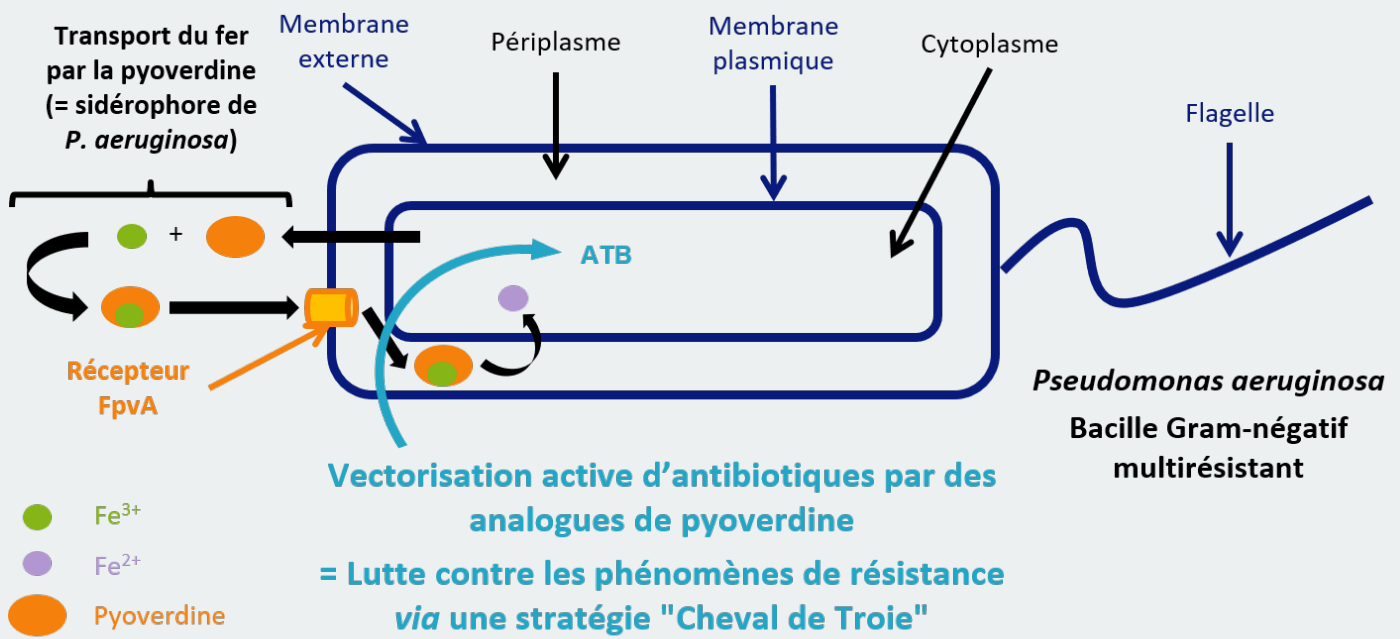 Transport du fer
par la pyoverdine
(= sidérophore de
P. aeruginosa)
Membrane
externe
Périplasme
Membrane
plasmique
Cytoplasme
Flagelle
+
ATB
Récepteur
FpvA
Pseudomonas aeruginosa
Bacille Gram-négatif
multirésistant
Vectorisation active d’antibiotiques par des
analogues de pyoverdine
= Lutte contre les phénomènes de résistance
via une stratégie "Cheval de Troie"
Fe³⁺
Fe²⁺
Pyoverdine